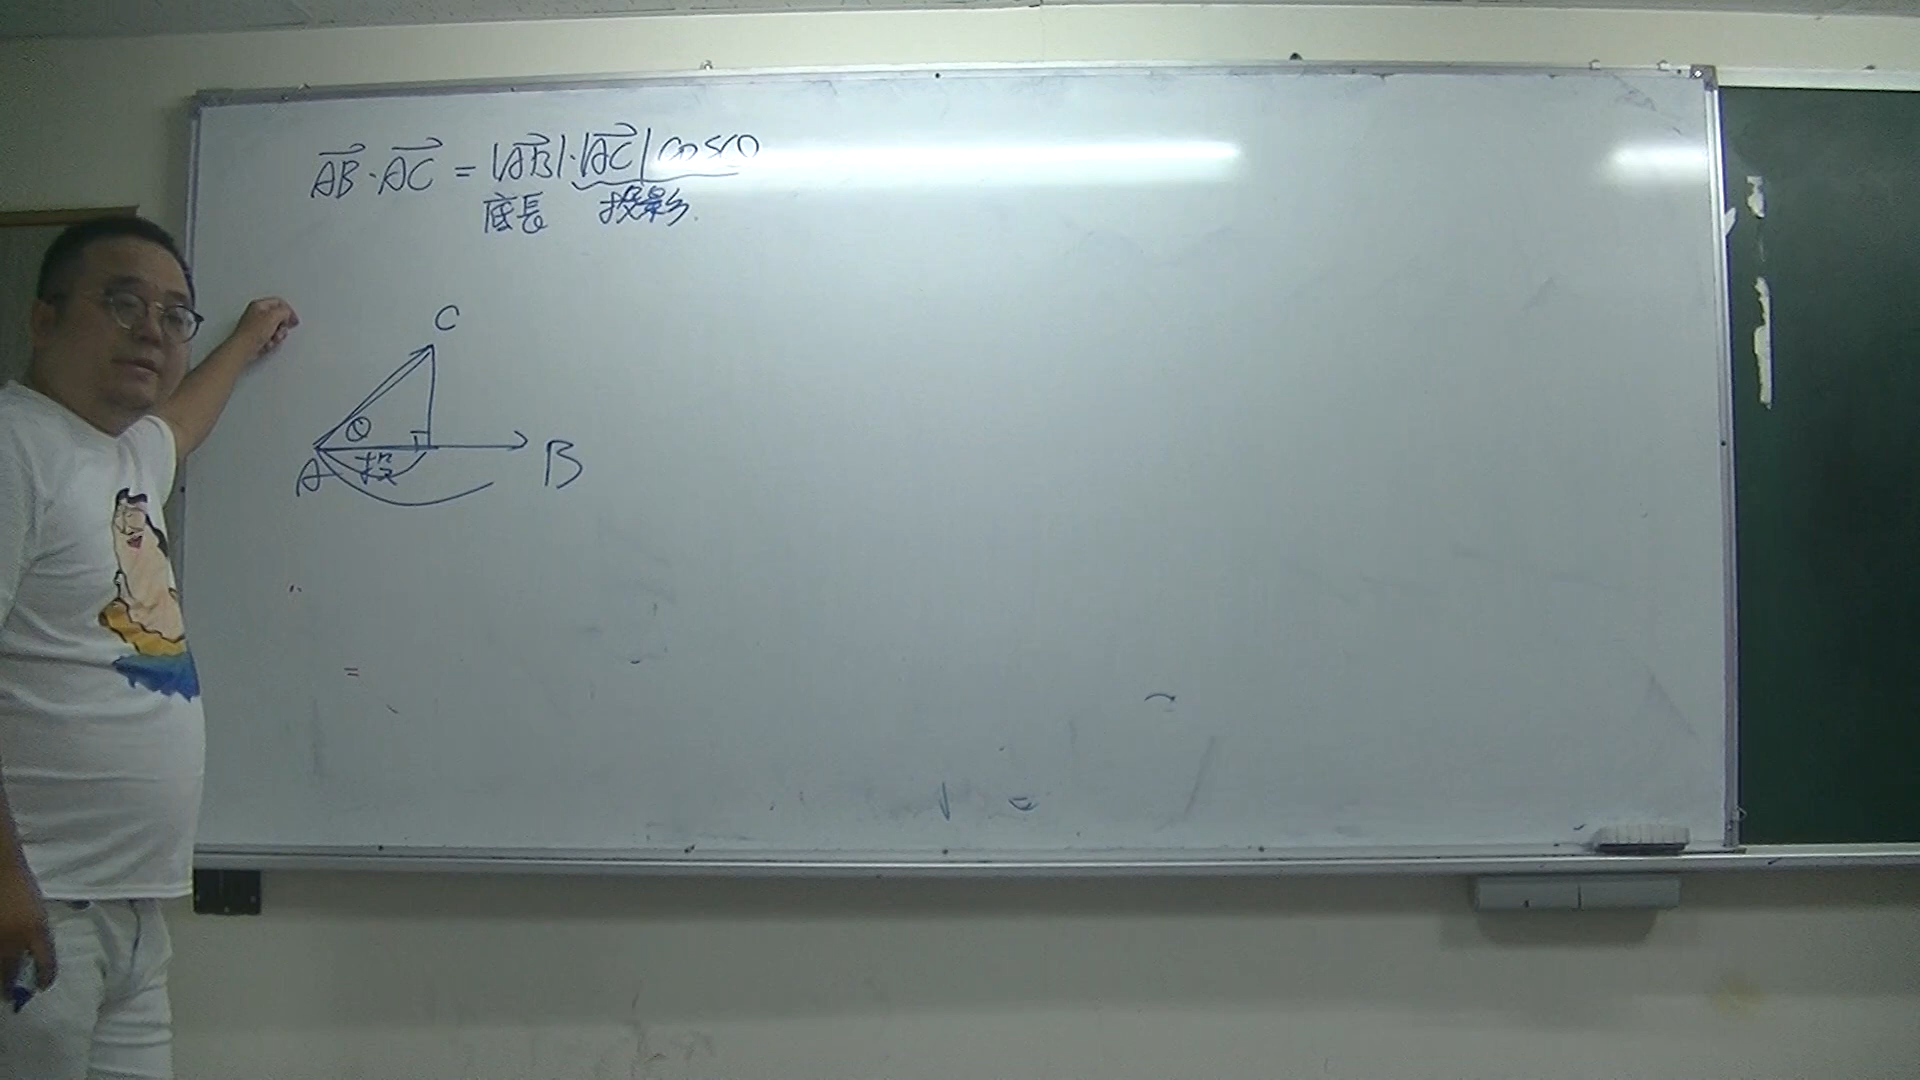 AB·AC = |AB|·|AC| cosθ
底長 投影
C
θ
A 投 B